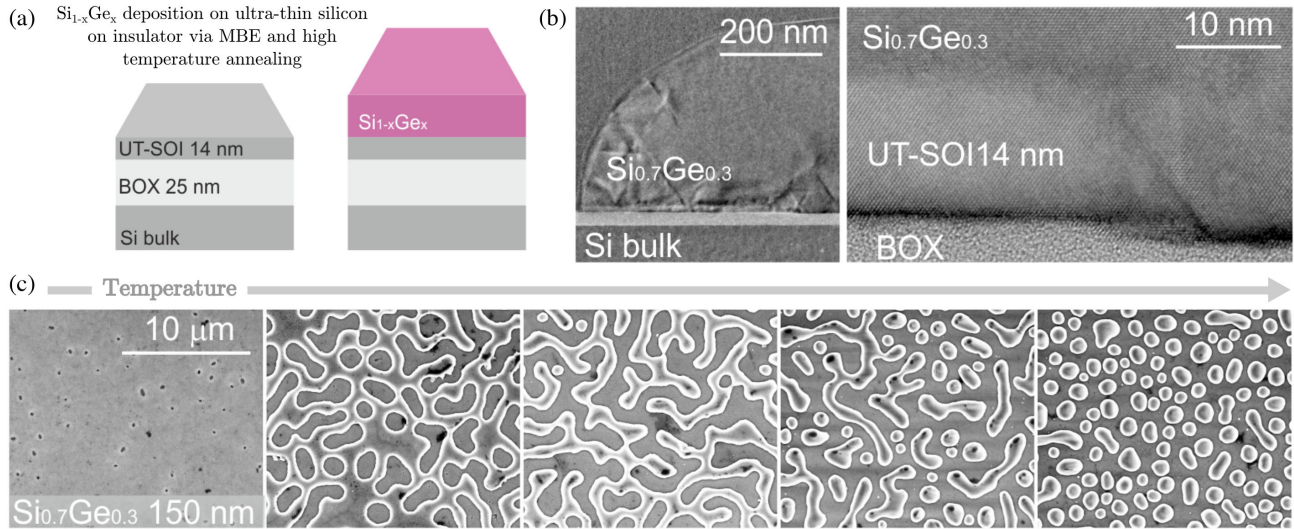 (a)
Si1-xGex deposition on ultra-thin silicon
on insulator via MBE and high
temperature annealing
UT-SOI 14 nm
BOX 25 nm
Si bulk
Si1-xGex
(b)
200 nm
Si0.7Ge0.3
Si bulk
Si0.7Ge0.3
10 nm
UT-SOI14 nm
BOX
(c)
Temperature
10 μm
Si0.7Ge0.3 150 nm